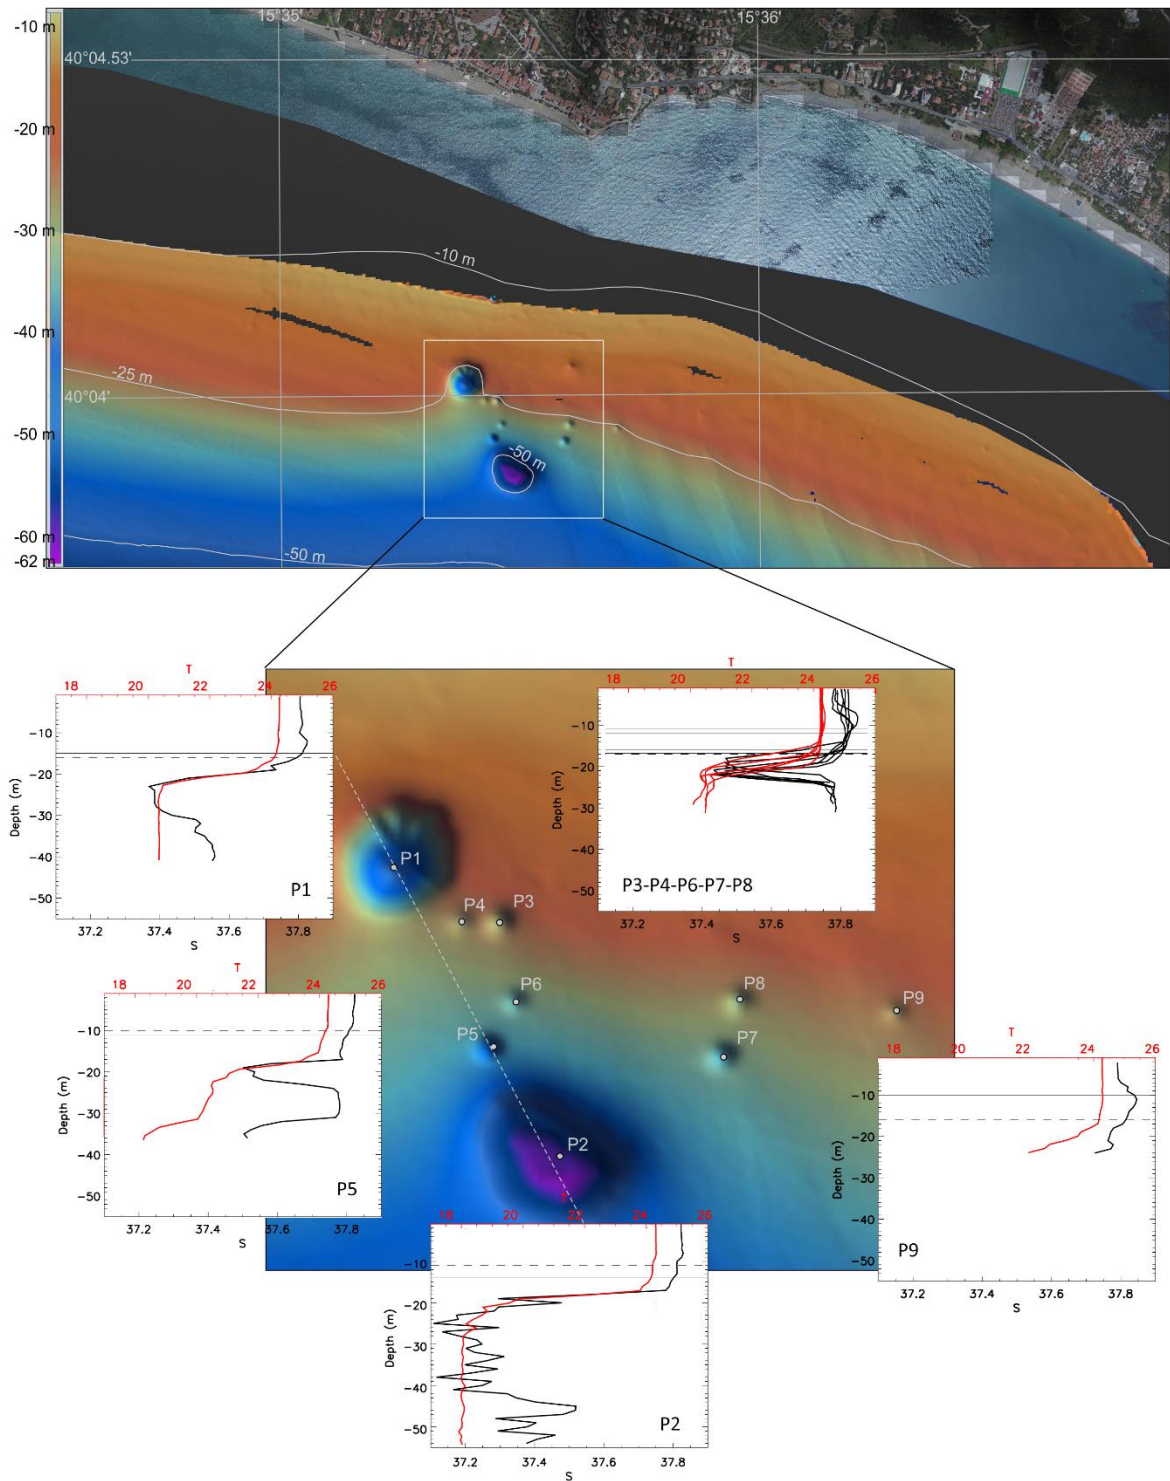 -10 m
15°35'
15°36'
40°04.53'
-20 m
-30 m
-10 m
-40 m
-25 m
40°04'
-50 m
-50 m
-60 m
-62 m
-50 m
T
18 20 22 24 26
-10
-20
-30
-40
-50
Depth (m)
P1
37.2 37.4 37.6 37.8
S
T
18 20 22 24 26
-10
-20
-30
-40
-50
Depth (m)
P3-P4-P6-P7-P8
37.2 37.4 37.6 37.8
S
P1
P4
P3
P6
P8
P9
P5
P7
P2
T
18 20 22 24 26
-10
-20
-30
-40
-50
Depth (m)
P5
37.2 37.4 37.6 37.8
S
T
18 20 22 24 26
-10
-20
-30
-40
-50
Depth (m)
P9
37.2 37.4 37.6 37.8
S
T
18 20 22 24 26
-10
-20
-30
-40
-50
Depth (m)
P2
37.2 37.4 37.6 37.8
S